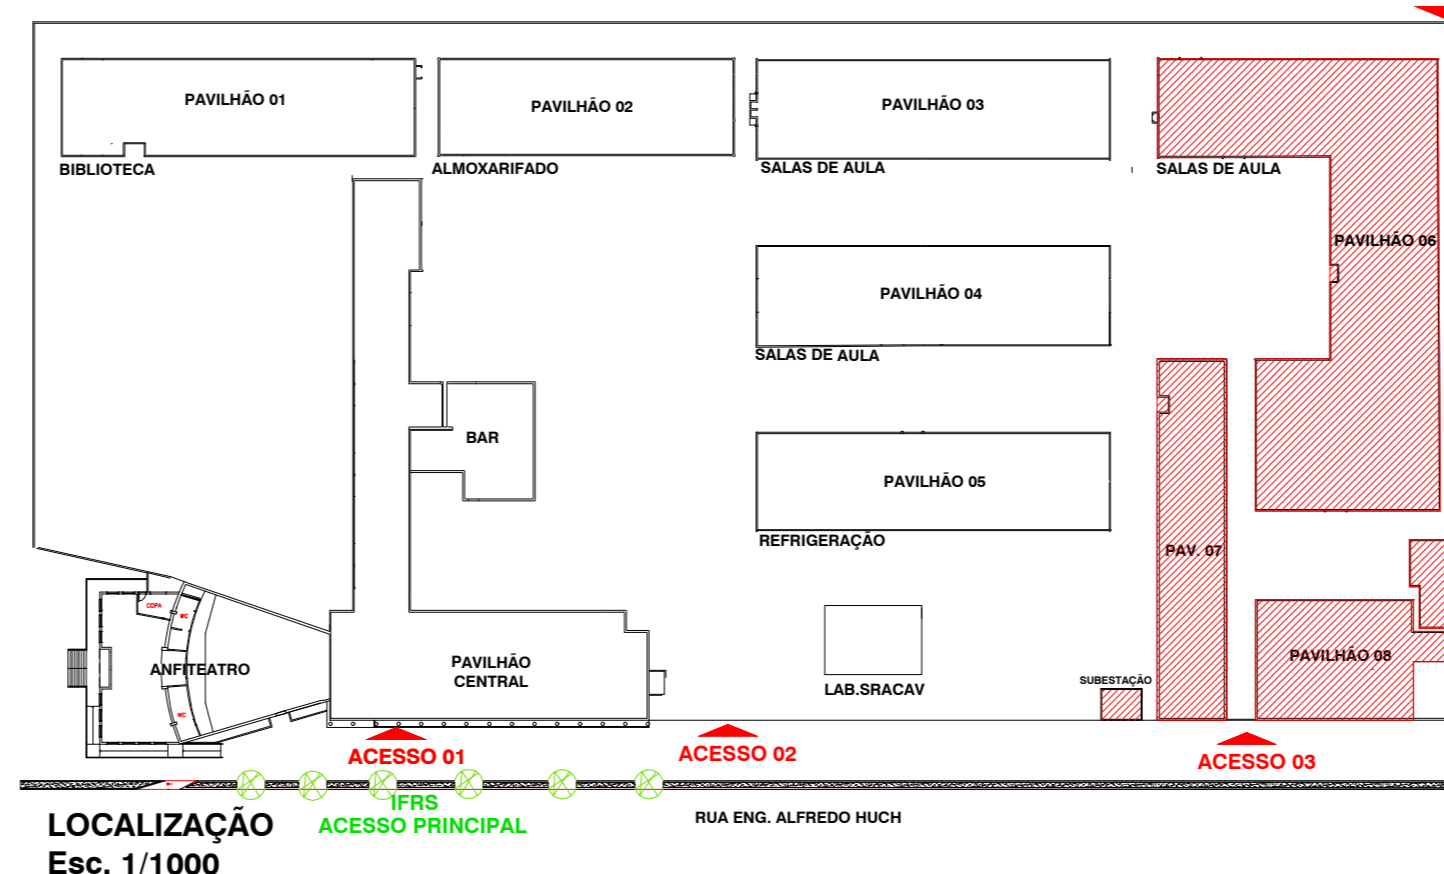 PAVILHÃO 01
PAVILHÃO 02
PAVILHÃO 03
BIBLIOTECA
ALMOXARIFADO
SALAS DE AULA
SALAS DE AULA
PAVILHÃO 06
PAVILHÃO 04
SALAS DE AULA
BAR
PAVILHÃO 05
REFRIGERAÇÃO
PAV. 07
COPA
WC
ANFITEATRO
WC
PAVILHÃO
CENTRAL
LAB.SRACAV
SUBESTAÇÃO
PAVILHÃO 08
ACESSO 01
ACESSO 02
ACESSO 03
IFRS
ACESSO PRINCIPAL
RUA ENG. ALFREDO HUCH
LOCALIZAÇÃO
Esc. 1/1000